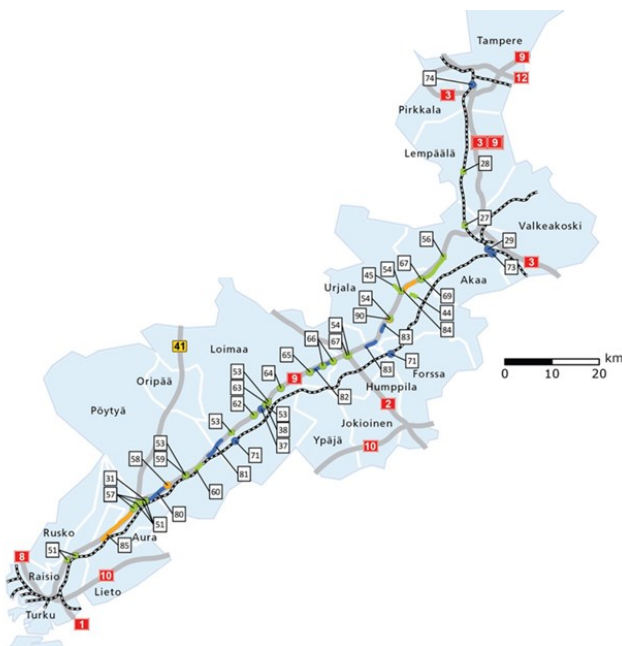 Tampere
9
74
12
3
Pirkkala
3 9
Lempäälä
28
27
Valkeakoski
56
29
54
67
45
3
73
Akaa
Urjala
69
44
54
84
90
54
83
66
41
67
Loimaa
km
65
71
83
Forssa
0 10 20
9
53
64
Oripää
63
82
Humppila
62
53
2
Pöytyä
38
Jokioinen
37
53
Ypäjä
10
53
71
58
59
81
31
60
57
80
51
Aura
Rusko
85
51
8
Raisio
10
Lieto
Turku
1